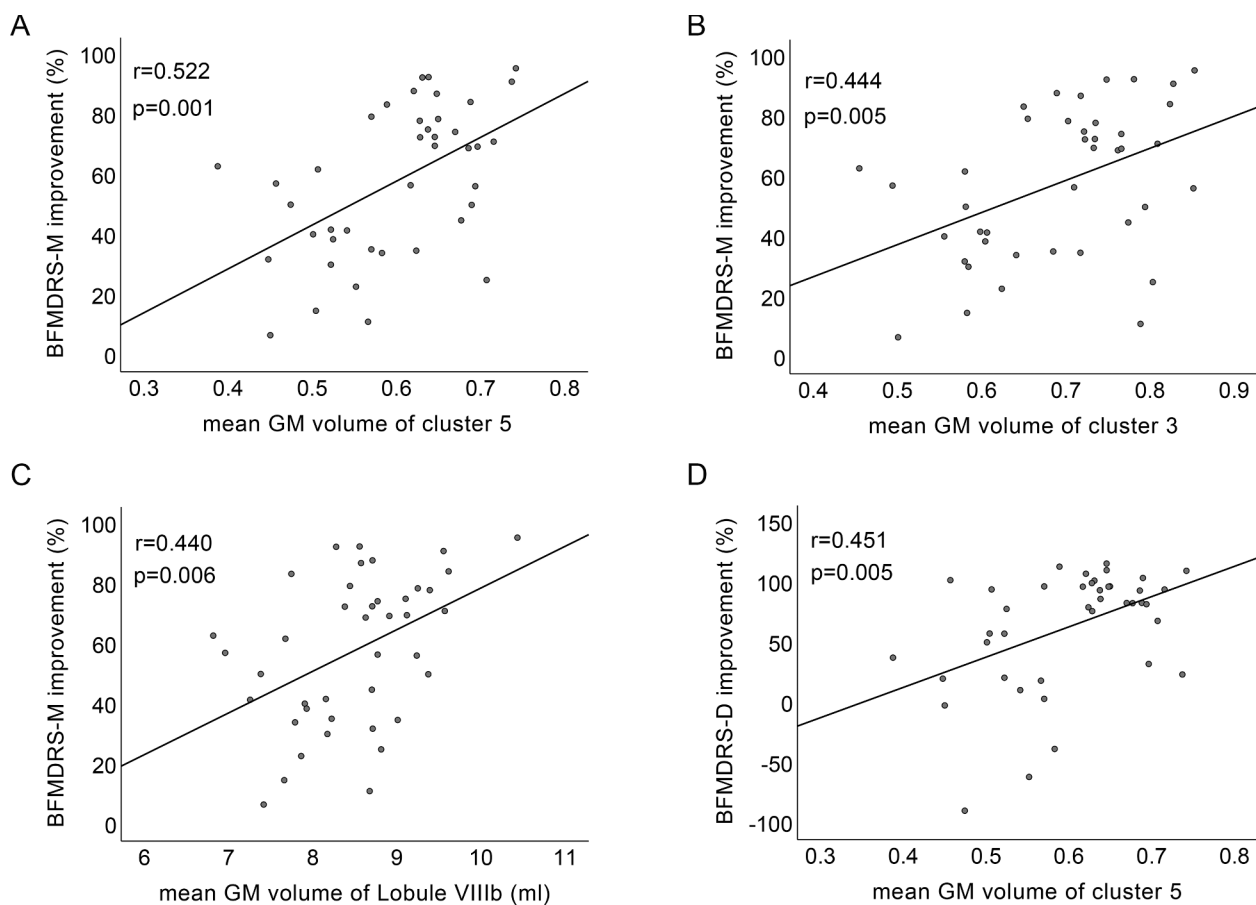 A
BFMDRS-M improvement (%)
100
80
60
40
20
0
r=0.522
p=0.001
0.3 0.4 0.5 0.6 0.7 0.8
mean GM volume of cluster 5
B
BFMDRS-M improvement (%)
100
80
60
40
20
0
r=0.444
p=0.005
0.4 0.5 0.6 0.7 0.8 0.9
mean GM volume of cluster 3
C
BFMDRS-M improvement (%)
100
80
60
40
20
0
r=0.440
p=0.006
6 7 8 9 10 11
mean GM volume of Lobule VIIIb (ml)
D
BFMDRS-D improvement (%)
150
100
50
0
-50
-100
r=0.451
p=0.005
0.3 0.4 0.5 0.6 0.7 0.8
mean GM volume of cluster 5